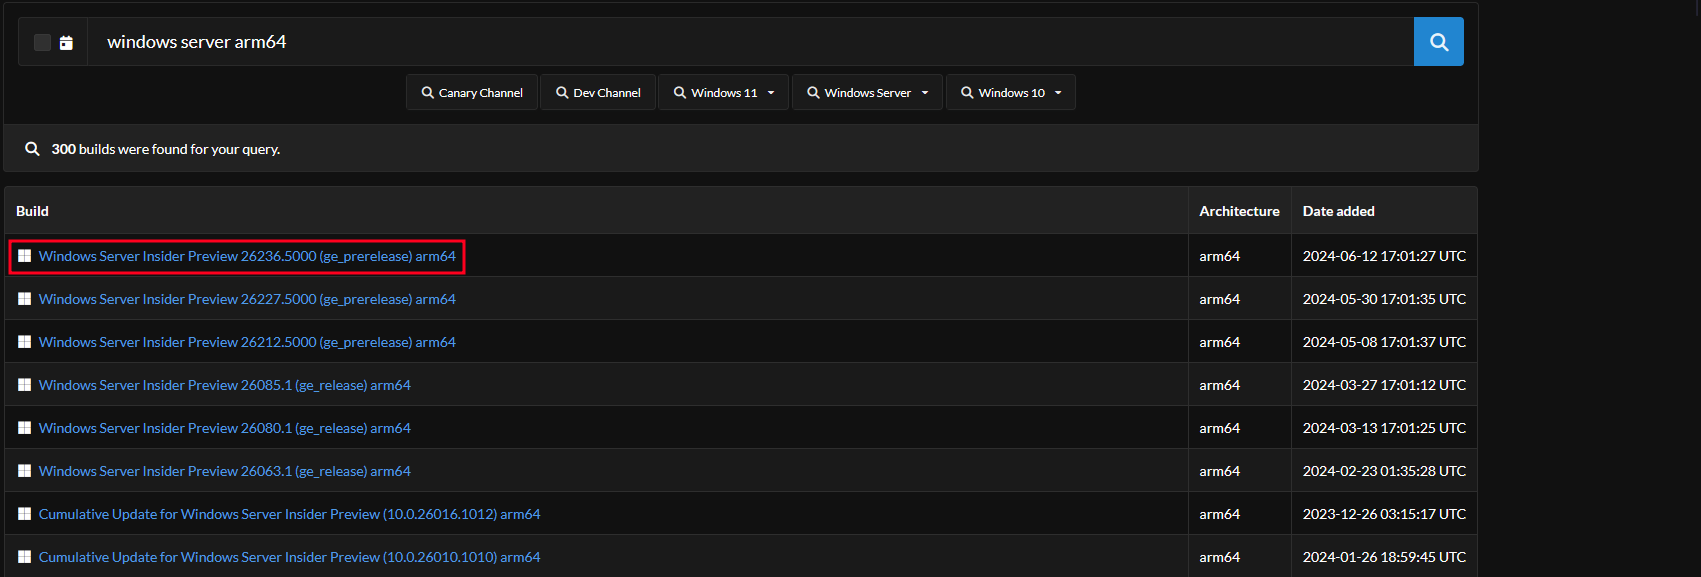 windows server arm64
Canary Channel Dev Channel Windows 11 Windows Server Windows 10
300 builds were found for your query.
Build Architecture Date added
Windows Server Insider Preview 26236.5000 (ge_prerelease) arm64 arm64 2024-06-12 17:01:27 UTC
Windows Server Insider Preview 26227.5000 (ge_prerelease) arm64 arm64 2024-05-30 17:01:35 UTC
Windows Server Insider Preview 26212.5000 (ge_prerelease) arm64 arm64 2024-05-08 17:01:37 UTC
Windows Server Insider Preview 26085.1 (ge_release) arm64 arm64 2024-03-27 17:01:12 UTC
Windows Server Insider Preview 26080.1 (ge_release) arm64 arm64 2024-03-13 17:01:25 UTC
Windows Server Insider Preview 26063.1 (ge_release) arm64 arm64 2024-02-23 01:35:28 UTC
Cumulative Update for Windows Server Insider Preview (10.0.26016.1012) arm64 arm64 2023-12-26 03:15:17 UTC
Cumulative Update for Windows Server Insider Preview (10.0.26010.1010) arm64 arm64 2024-01-26 18:59:45 UTC